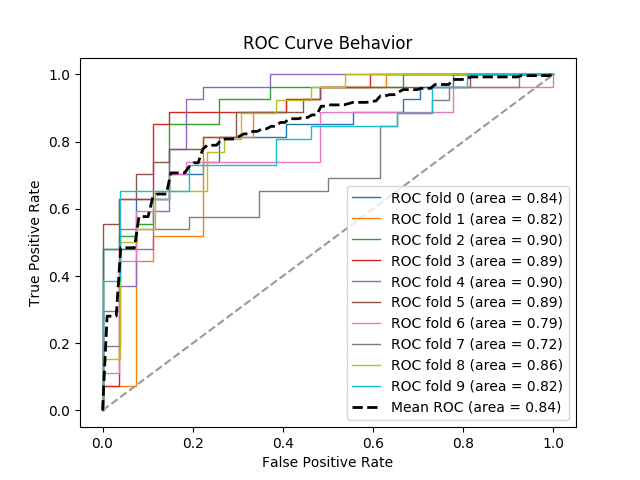 ROC Curve Behavior
True Positive Rate
1.0
0.8
0.6
0.4
0.2
0.0
ROC fold 0 (area = 0.84)
ROC fold 1 (area = 0.82)
ROC fold 2 (area = 0.90)
ROC fold 3 (area = 0.89)
ROC fold 4 (area = 0.90)
ROC fold 5 (area = 0.89)
ROC fold 6 (area = 0.79)
ROC fold 7 (area = 0.72)
ROC fold 8 (area = 0.86)
ROC fold 9 (area = 0.82)
Mean ROC (area = 0.84)
0.0 0.2 0.4 0.6 0.8 1.0
False Positive Rate